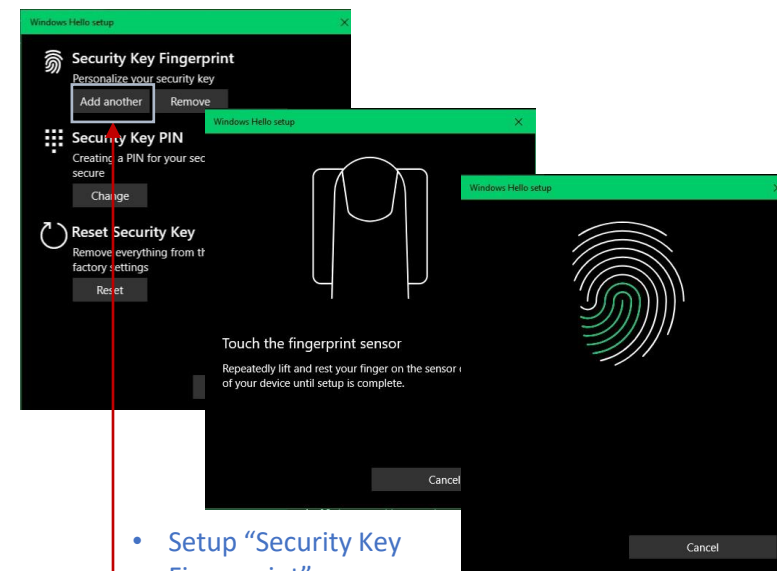 Windows Hello setup
Security Key Fingerprint
Personalize your security key
Add another
Remove
Security Key PIN
Creating a PIN for your sec
secure
Change
Reset Security Key
Remove everything from th
factory settings
Reset
Windows Hello setup
Touch the fingerprint sensor
Repeatedly lift and rest your finger on the sensor
of your device until setup is complete.
Cancel
Windows Hello setup
Cancel
• Setup “Security Key
Fingerprint”